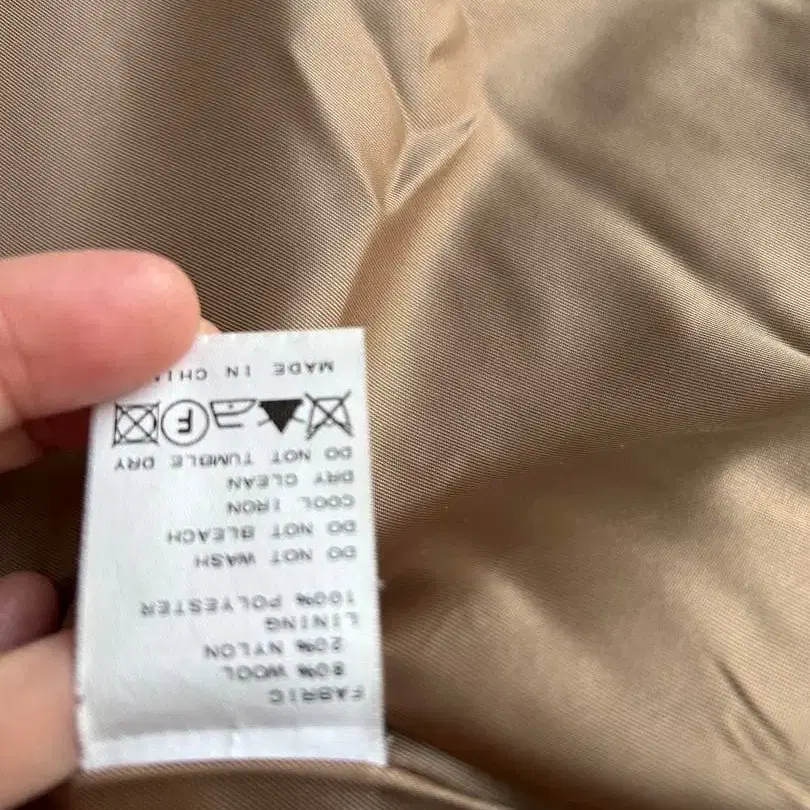 FABRIC
80% WOOL
20% NYLON
LINING
100% POLYESTER
DO NOT WASH
DO NOT BLEACH
COOL IRON
DRY CLEAN
DO NOT TUMBLE DRY
F
MADE IN